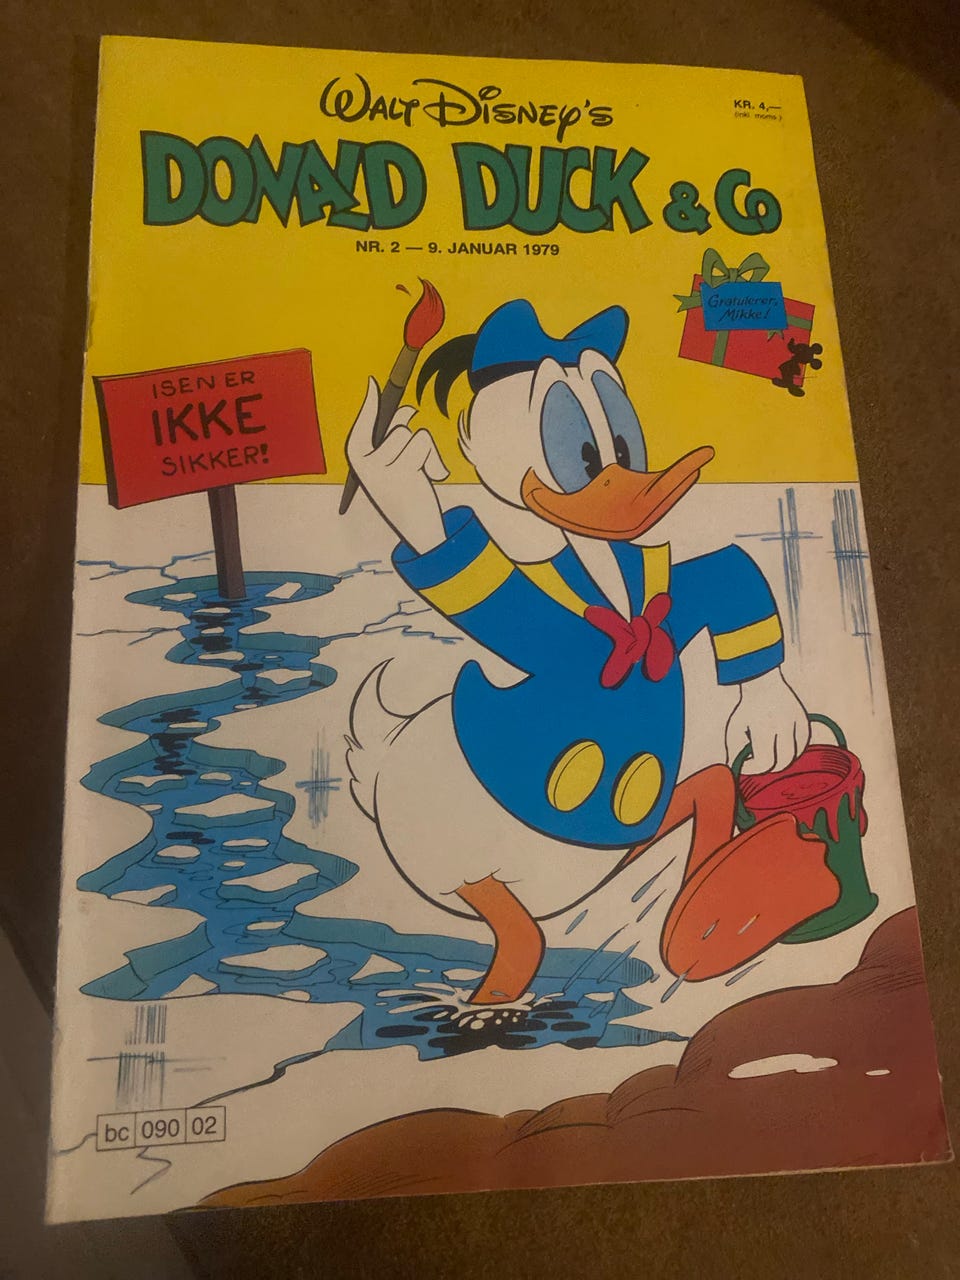 WALT DISNEY'S
KR. 4,—
(inkl. moms.)
DONALD DUCK & Co
NR. 2 — 9. JANUAR 1979
Gratulerer,
Mikke!
ISEN ER
IKKE
SIKKER!
bc 090 02